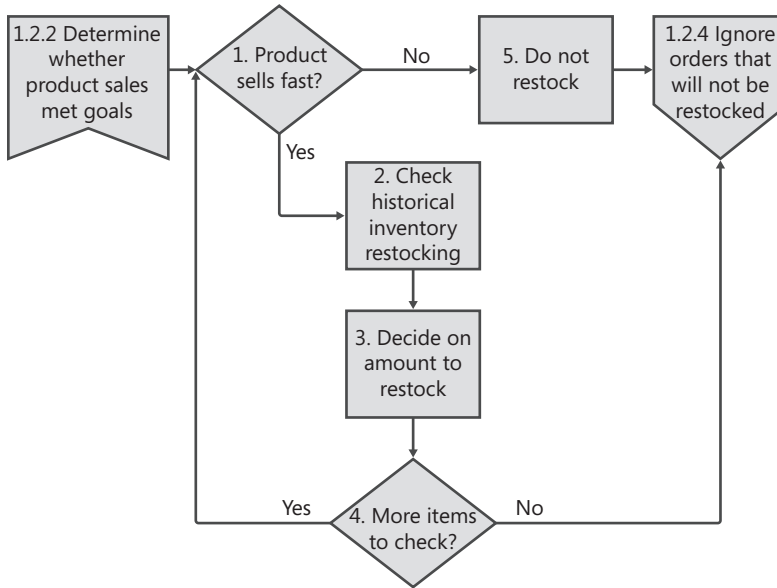 1.2.2 Determine
whether
product sales
met goals
1. Product
sells fast?
No
5. Do not
restock
1.2.4 Ignore
orders that
will not be
restocked
Yes
2. Check
historical
inventory
restocking
3. Decide on
amount to
restock
Yes
4. More items
to check?
No